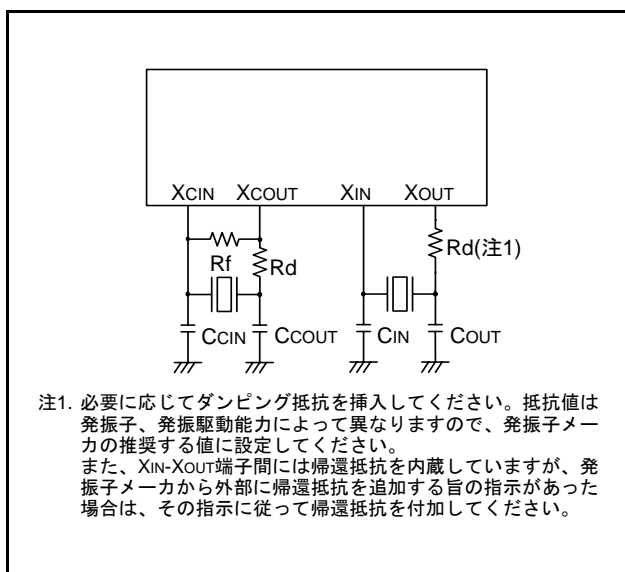 XCIN XCOUT XIN XOUT
Rf Rd Rd(注1)
CCIN CCOUT CIN COUT
注1. 必要に応じてダンピング抵抗を挿入してください。抵抗値は
発振子、発振駆動能力によって異なりますので、発振子メー
カの推奨する値に設定してください。
また、XIN-XOUT端子間には帰還抵抗を内蔵していますが、発
振子メーカから外部に帰還抵抗を追加する旨の指示があった
場合は、その指示に従って帰還抵抗を付加してください。